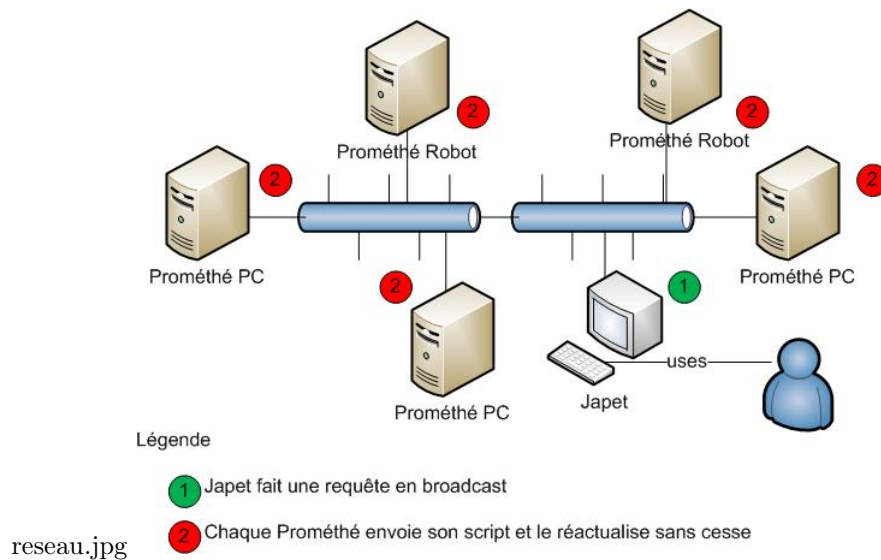 2
2
Prométhé Robot
Prométhé Robot
2
2
Prométhé PC
2
1
Prométhé PC
uses
Prométhé PC
Japet
Légende
1 Japet fait une requête en broadcast
2 Chaque Prométhé envoie son script et le réactualise sans cesse
reseau.jpg